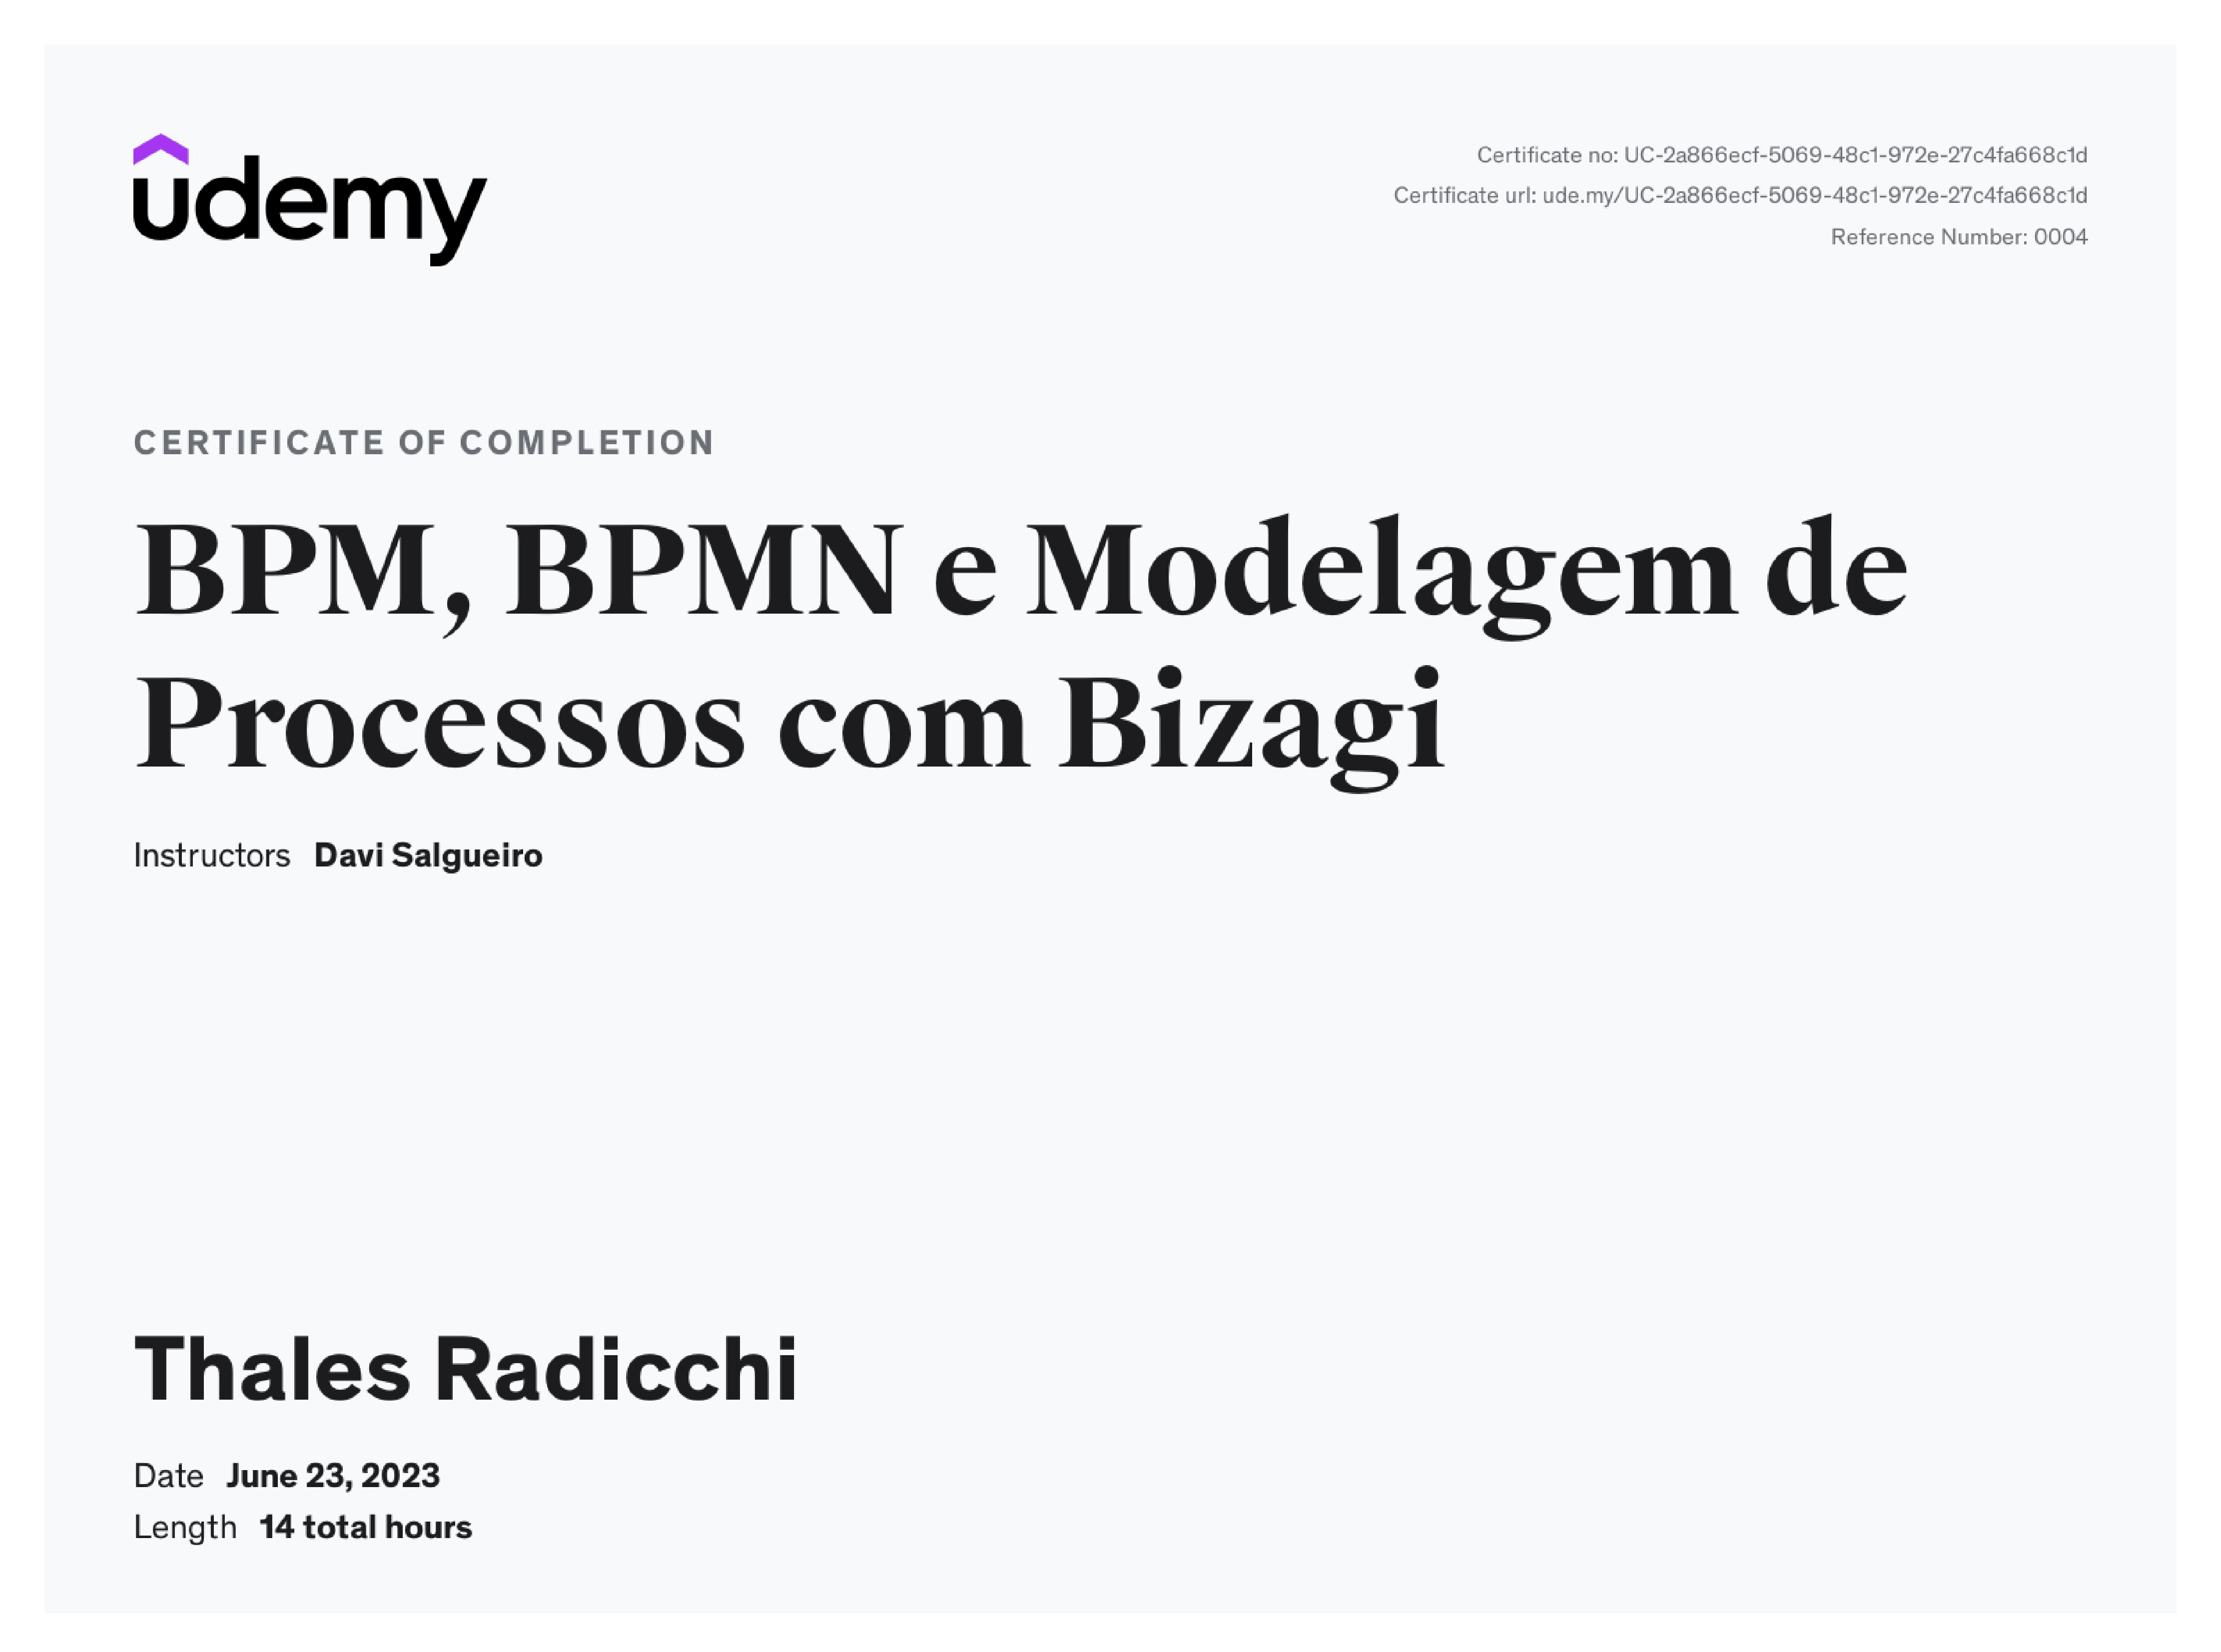 udemy
Certificate no: UC-2a866ecf-5069-48c1-972e-27c4fa668c1d
Certificate url: ude.my/UC-2a866ecf-5069-48c1-972e-27c4fa668c1d
Reference Number: 0004
CERTIFICATE OF COMPLETION
BPM, BPMN e Modelagem de
Processos com Bizagi
Instructors Davi Salgueiro
Thales Radicchi
Date June 23, 2023
Length 14 total hours